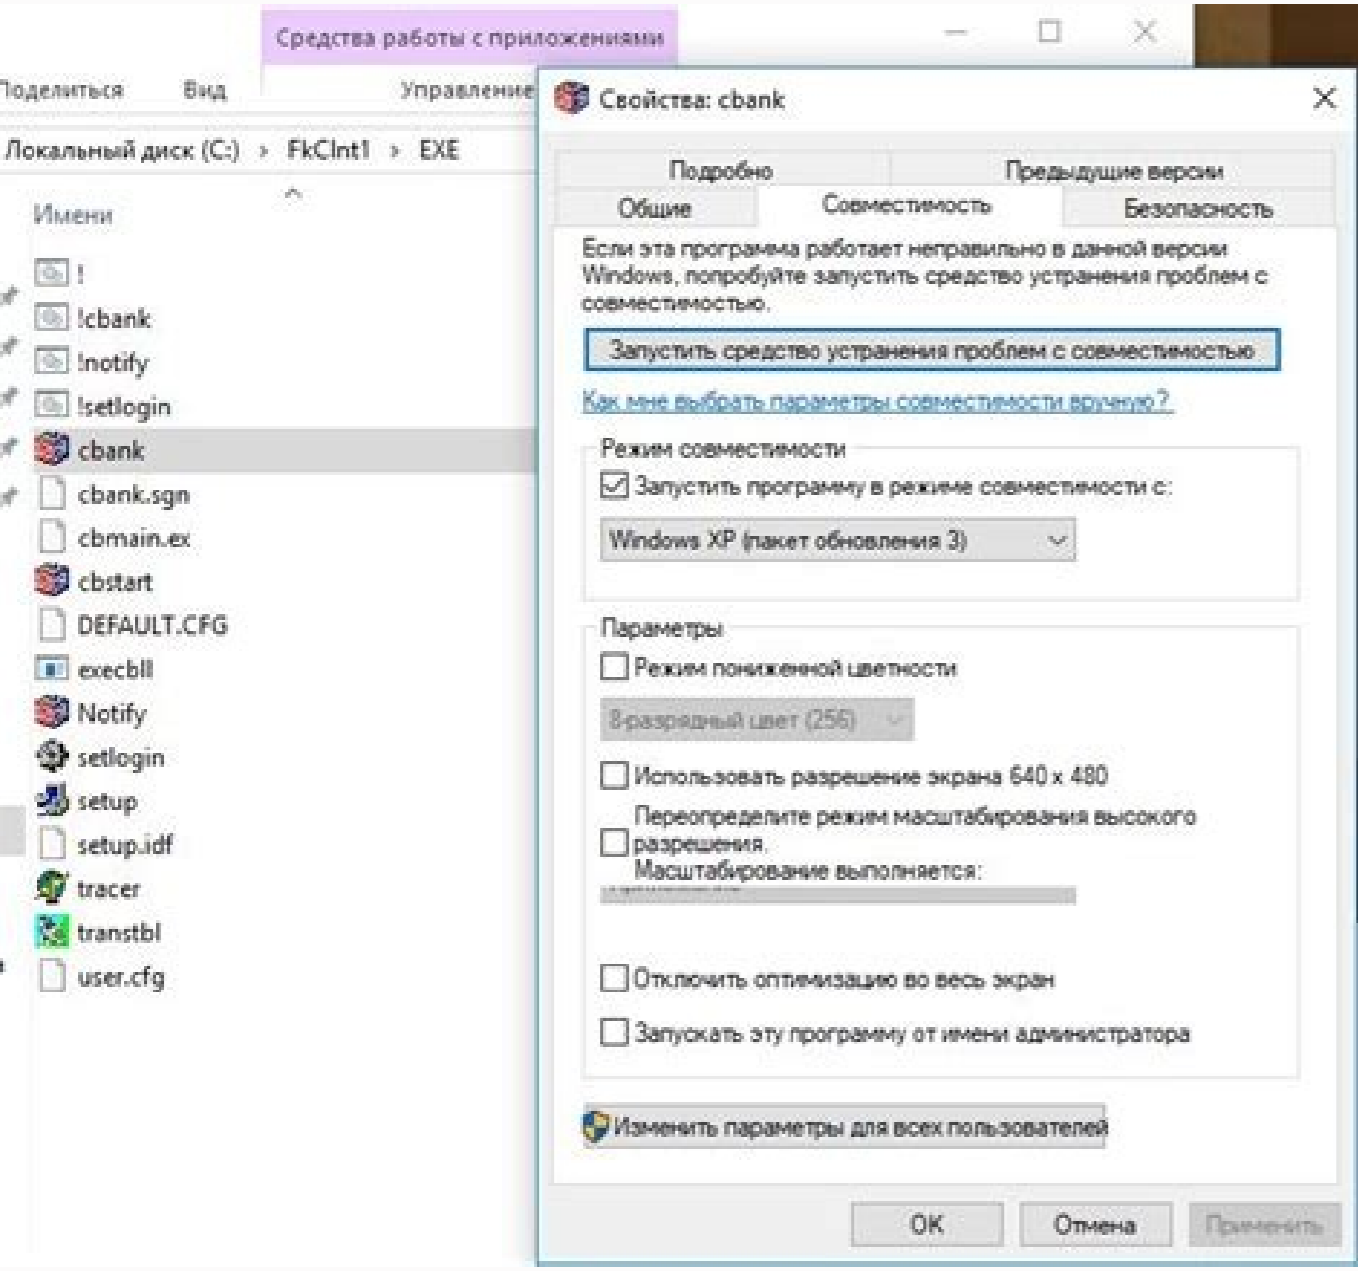 Средства работы с приложениями
Поделиться Вид Управление
Локальный диск (C:) > FkClnt1 > EXE
Имени
!
!cbank
!notify
!setlogin
cbank
cbank.sgn
cbmain.ex
cbstart
DEFAULT.CFG
execbll
Notify
setlogin
setup
setup.idf
tracer
transtbl
user.cfg
Свойства: cbank
Подробно Предыдущие версии
Общие Совместимость Безопасность
Если эта программа работает неправильно в данной версии
Windows, попробуйте запустить средство устранения проблем с
совместимостью.
Запустить средство устранения проблем с совместимостью
Как мне выбрать параметры совместимости вручную?
Режим совместимости
Запустить программу в режиме совместимости с:
Windows XP (пакет обновления 3)
Параметры
Режим пониженной цветности
8-разрядный цвет (256)
Использовать разрешение экрана 640 x 480
Переопределите режим масштабирования высокого
разрешения.
Масштабирование выполняется:
Отключить оптимизацию во весь экран
Запускать эту программу от имени администратора
Изменить параметры для всех пользователей
OK Отмена Применить